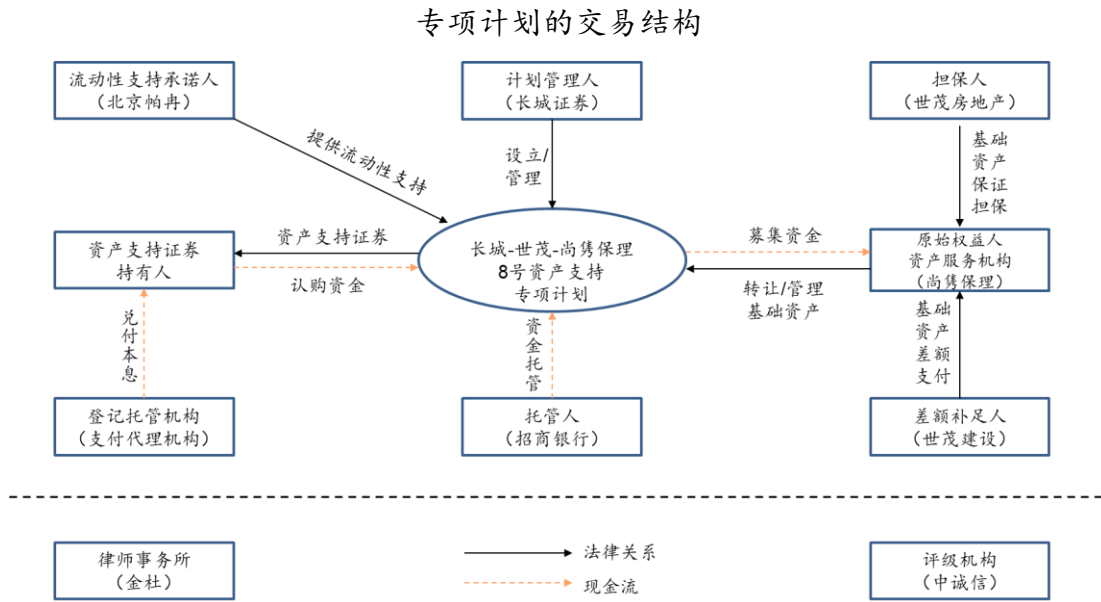 专项计划的交易结构
流动性支持承诺人
（北京帕冉）
计划管理人
（长城证券）
担保人
（世茂房地产）
提供流动性支持
设立/
管理
基础
资产
保证
担保
资产支持证券
持有人
资产支持证券
认购资金
长城-世茂-尚隽保理
8号资产支持
专项计划
募集资金
转让/管理
基础资产
原始权益人
资产服务机构
（尚隽保理）
兑付本息
资金托管
基础
资产
差额
支付
登记托管机构
（支付代理机构）
托管人
（招商银行）
差额补足人
（世茂建设）
律师事务所
（金杜）
法律关系
现金流
评级机构
（中诚信）